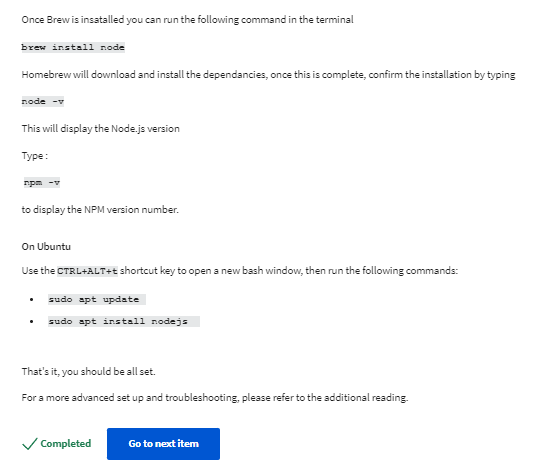 Once Brew is insatalled you can run the following command in the terminal
brew install node
Homebrew will download and install the dependancies, once this is complete, confirm the installation by typing
node -v
This will display the Node.js version
Type :
npm -v
to display the NPM version number.
On Ubuntu
Use the CTRL+ALT+t shortcut key to open a new bash window, then run the following commands:
• sudo apt update
• sudo apt install nodejs
That's it, you should be all set.
For a more advanced set up and troubleshooting, please refer to the additional reading.
Completed
Go to next item